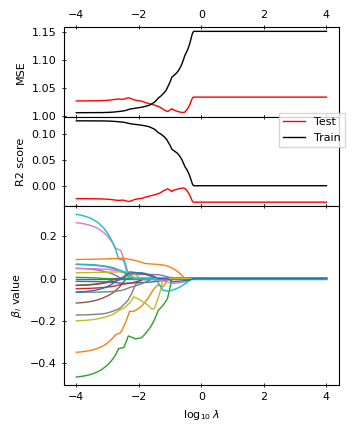 −4 −2 0 2 4
1.15
1.10
1.05
1.00
MSE
Test
Train
0.10
0.05
0.00
R2 score
0.2
0.0
−0.2
−0.4
βᵢ value
−4 −2 0 2 4
log₁₀ λ